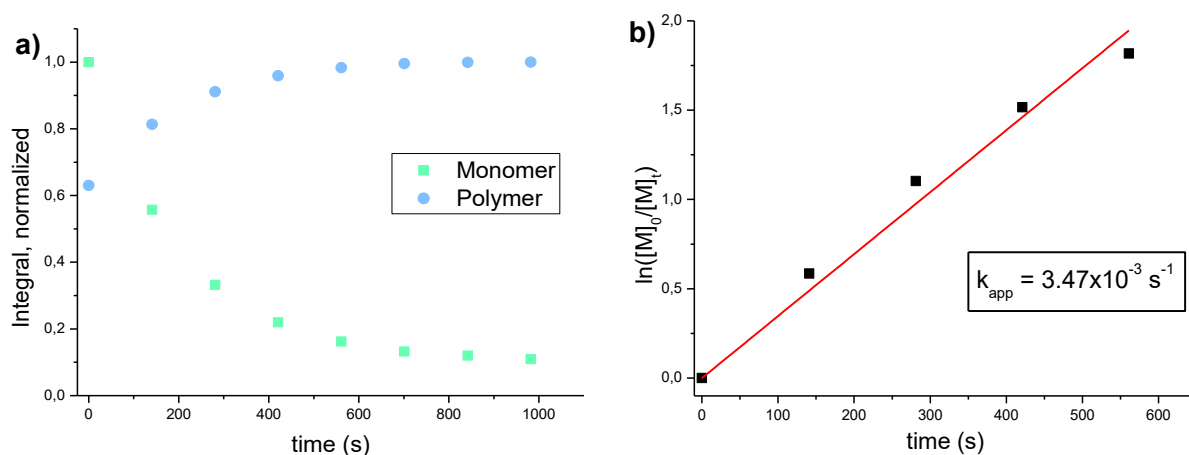 a)
Integral, normalized
1,0
0,8
0,6
0,4
0,2
0,0
0
200
400
600
800
1000
time (s)
Monomer
Polymer
b)
ln([M]0/[M]t)
2,0
1,5
1,0
0,5
0,0
0
100
200
300
400
500
600
time (s)
kapp = 3.47x10-3 s-1